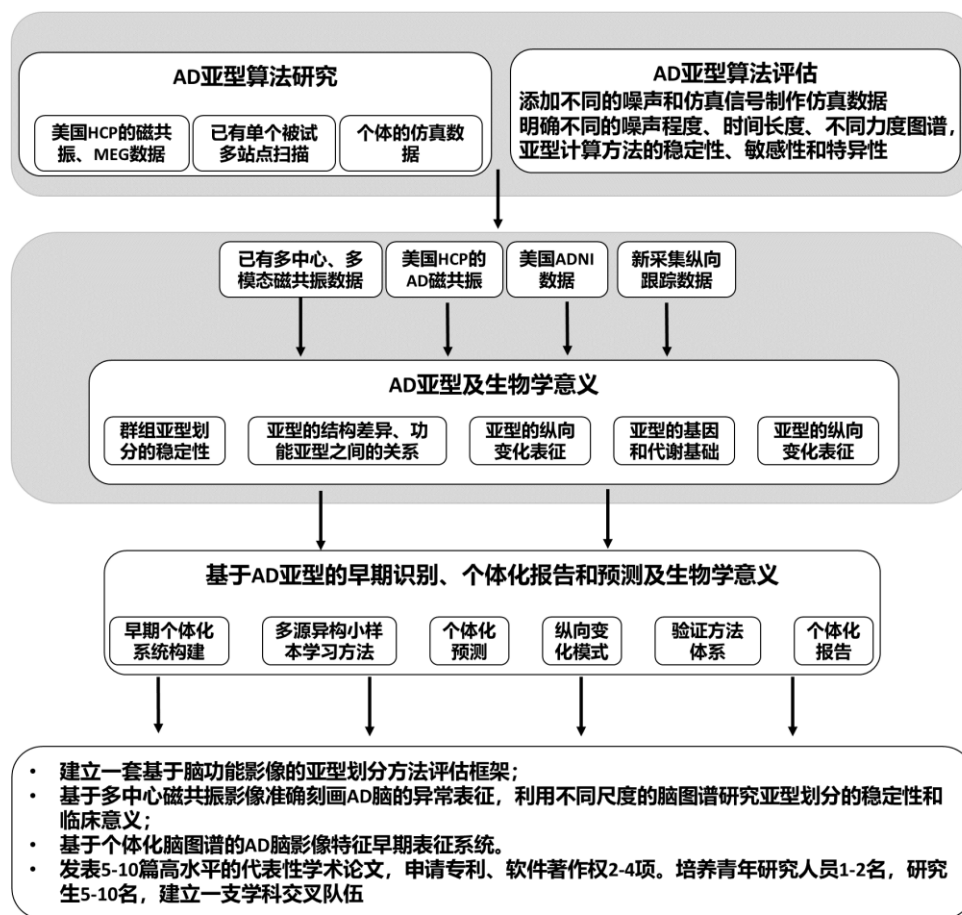 AD亚型算法研究
美国HCP的磁共
振、MEG数据
已有单个被试
多站点扫描
个体的仿真数
据
AD亚型算法评估
添加不同的噪声和仿真信号制作仿真数据
明确不同的噪声程度、时间长度、不同力度图谱，
亚型计算方法的稳定性、敏感性和特异性
已有多中心、多
模态磁共振数据
美国HCP的
AD磁共振
美国ADNI
数据
新采集纵向
跟踪数据
AD亚型及生物学意义
群组亚型划
分的稳定性
亚型的结构差异、功
能亚型之间的关系
亚型的纵向
变化表征
亚型的基因
和代谢基础
亚型的纵向
变化表征
基于AD亚型的早期识别、个体化报告和预测及生物学意义
早期个体化
系统构建
多源异构小样
本学习方法
个体化
预测
纵向变
化模式
验证方法
体系
个体化
报告
• 建立一套基于脑功能影像的亚型划分方法评估框架；
• 基于多中心磁共振影像准确刻画AD脑的异常表征，利用不同尺度的脑图谱研究亚型划分的稳定性和
临床意义；
• 基于个体化脑图谱的AD脑影像特征早期表征系统。
• 发表5-10篇高水平的代表性学术论文，申请专利、软件著作权2-4项。培养青年研究人员1-2名，研究
生5-10名，建立一支学科交叉队伍